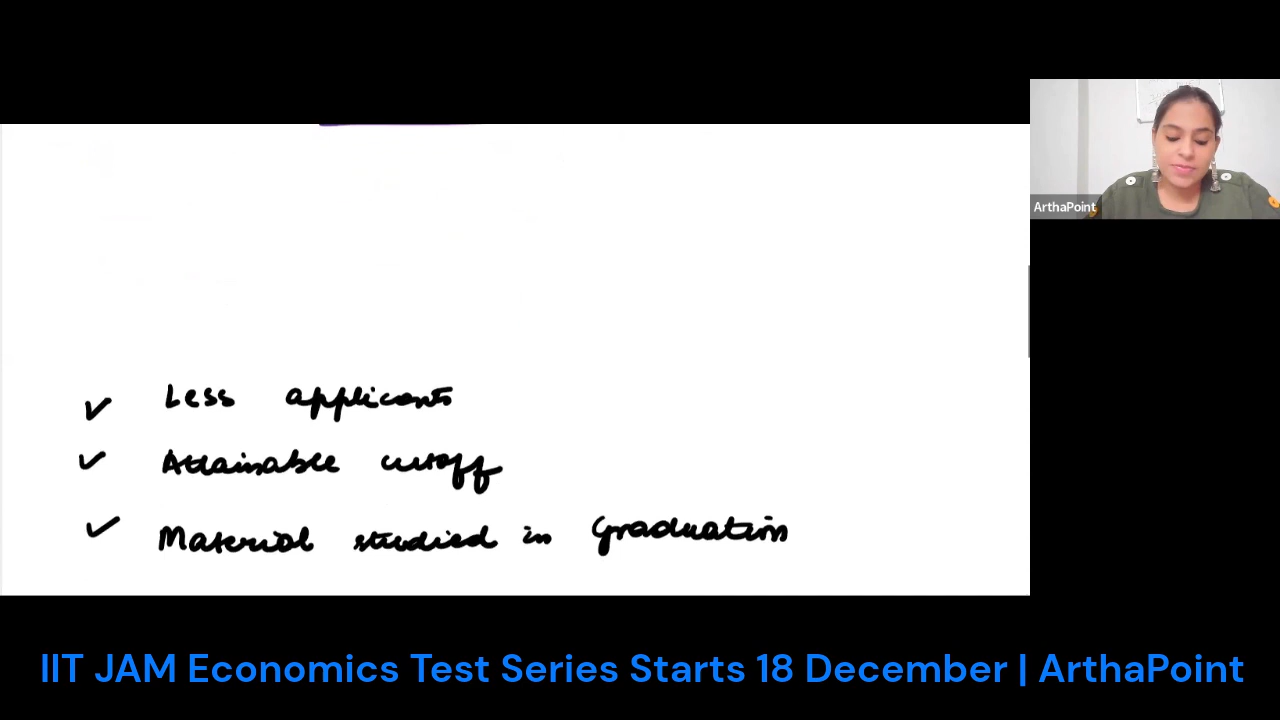 ArthaPoint
Less applicants
Attainable cutoff
Material studied in Graduation
IIT JAM Economics Test Series Starts 18 December | ArthaPoint